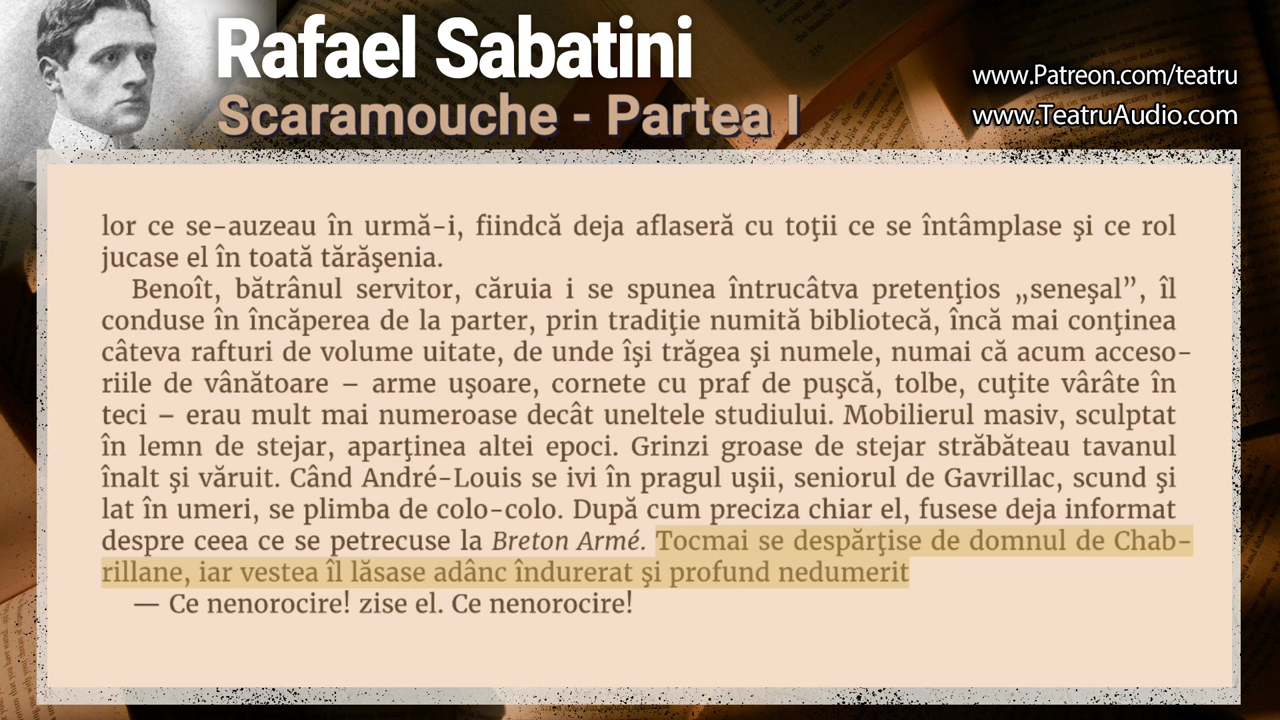 Rafael Sabatini
Scaramouche - Partea I
www.Patreon.com/teatru
www.TeatruAudio.com
lor ce se-auzeau în urmă-i, fiindcă deja aflaseră cu toţii ce se întâmplase şi ce rol
jucase el în toată tărăşenia.
Benoît, bătrânul servitor, căruia i se spunea întrucâtva pretenţios „seneşal”, îl
conduse în încăperea de la parter, prin tradiţie numită bibliotecă, încă mai conţinea
câteva rafturi de volume uitate, de unde îşi trăgea şi numele, numai că acum acceso-
riile de vânătoare – arme uşoare, cornete cu praf de puşcă, tolbe, cuţite vârâte în
teci – erau mult mai numeroase decât uneltele studiului. Mobilierul masiv, sculptat
în lemn de stejar, aparţinea altei epoci. Grinzi groase de stejar străbăteau tavanul
înalt şi văruit. Când André-Louis se ivi în pragul uşii, seniorul de Gavrillac, scund şi
lat în umeri, se plimba de colo-colo. După cum preciza chiar el, fusese deja informat
despre ceea ce se petrecuse la Breton Armé. Tocmai se despărţise de domnul de Chab-
rillane, iar vestea îl lăsase adânc îndurerat şi profund nedumerit
— Ce nenorocire! zise el. Ce nenorocire!